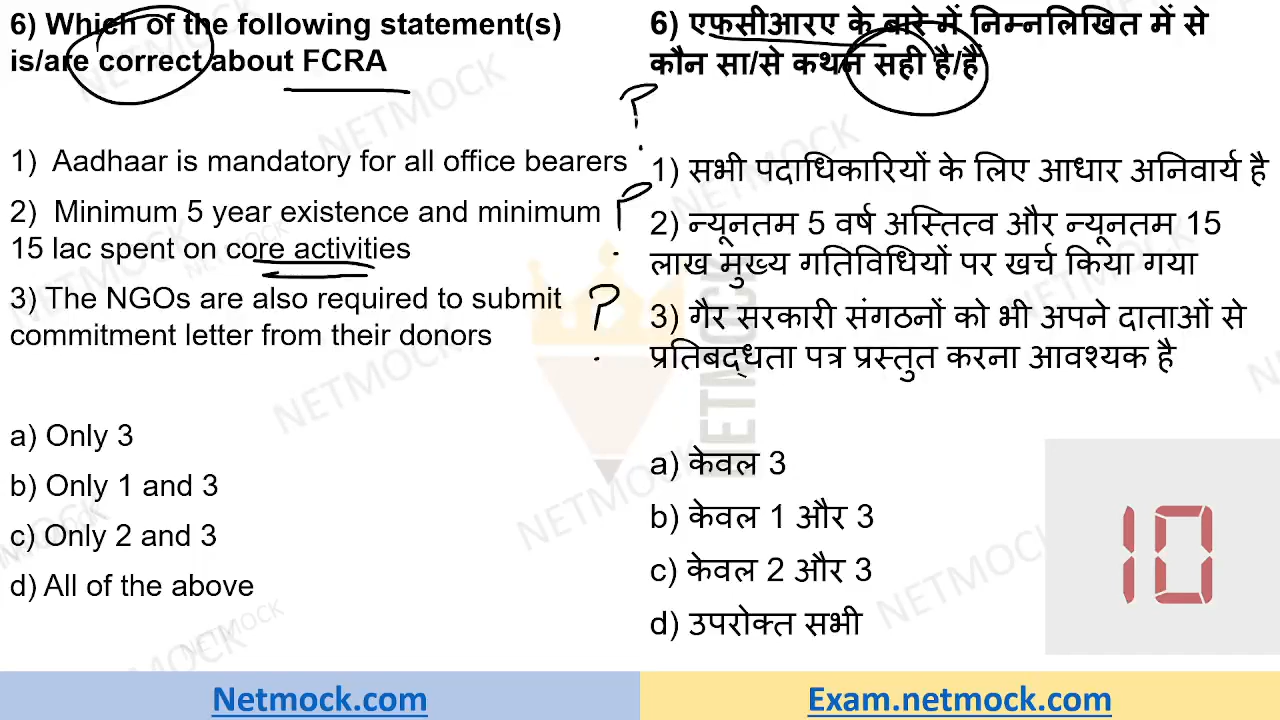 6) Which of the following statement(s)
is/are correct about FCRA
1) Aadhaar is mandatory for all office bearers
2) Minimum 5 year existence and minimum
15 lac spent on core activities
3) The NGOs are also required to submit
commitment letter from their donors
a) Only 3
b) Only 1 and 3
c) Only 2 and 3
d) All of the above
?
?
?
6) एफसीआरए के बारे में निम्नलिखित में से
कौन सा/से कथन सही है/हैं
1) सभी पदाधिकारियों के लिए आधार अनिवार्य है
2) न्यूनतम 5 वर्ष अस्तित्व और न्यूनतम 15
लाख मुख्य गतिविधियों पर खर्च किया गया
3) गैर सरकारी संगठनों को भी अपने दाताओं से
प्रतिबद्धता पत्र प्रस्तुत करना आवश्यक है
a) केवल 3
b) केवल 1 और 3
c) केवल 2 और 3
d) उपरोक्त सभी
10
NETMOCK
Netmock.com
Exam.netmock.com